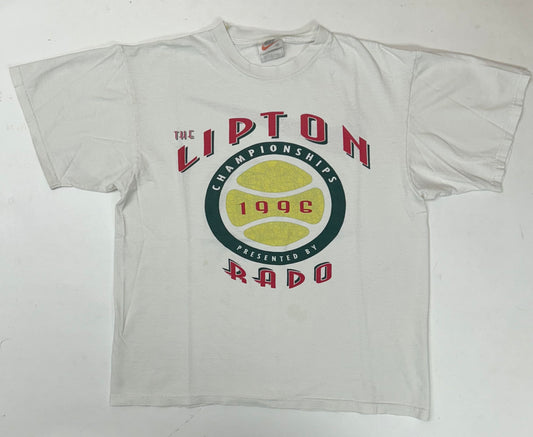 THE
LIPTON
CHAMPIONSHIPS
1996
PRESENTED BY
RADO